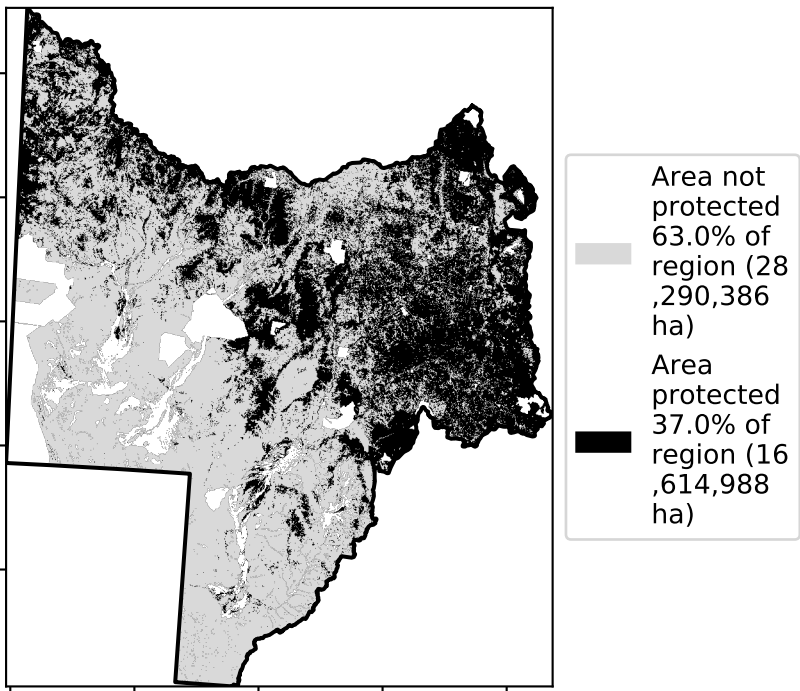 Area not
protected
63.0% of
region (28
,290,386
ha)
Area
protected
37.0% of
region (16
,614,988
ha)